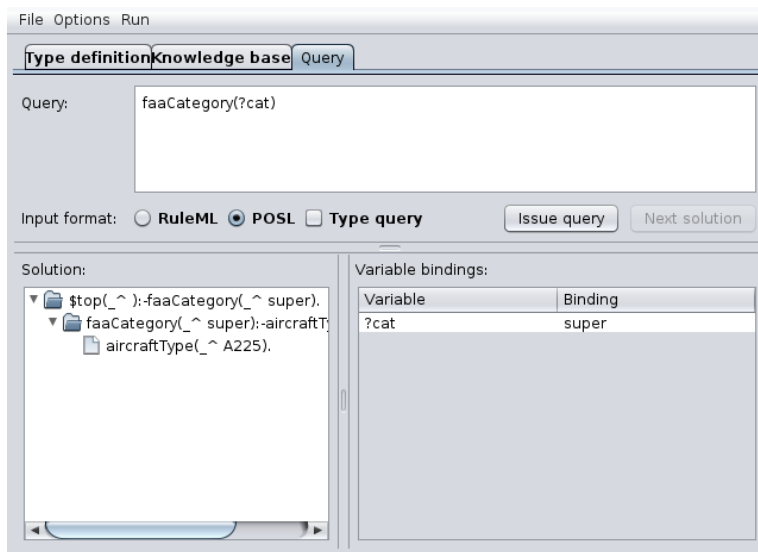 File Options Run
Type definition Knowledge base Query
Query: faaCategory(?cat)
Input format: RuleML POSL Type query Issue query Next solution
Solution: Variable bindings:
$top(_^ ):-faaCategory(_^ super). Variable Binding
faaCategory(_^ super):-aircraftTy ?cat super
aircraftType(_^ A225).